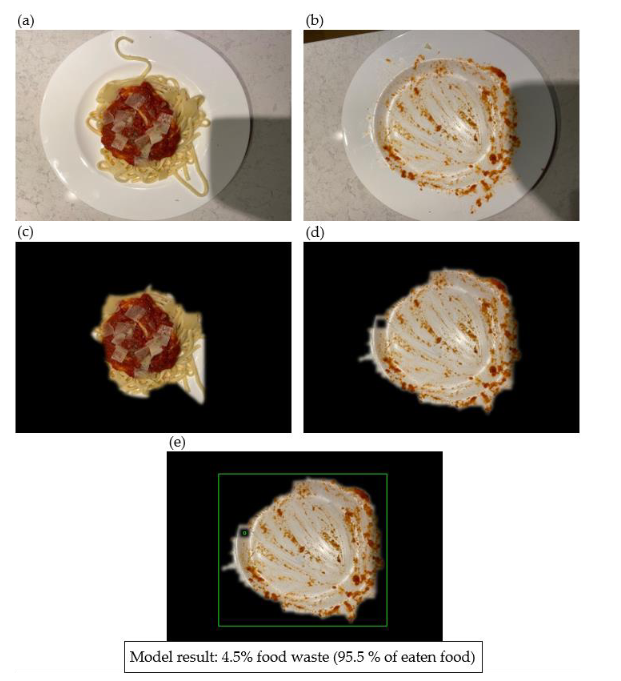 (a)
(b)
(c)
(d)
(e)
Model result: 4.5% food waste (95.5 % of eaten food)